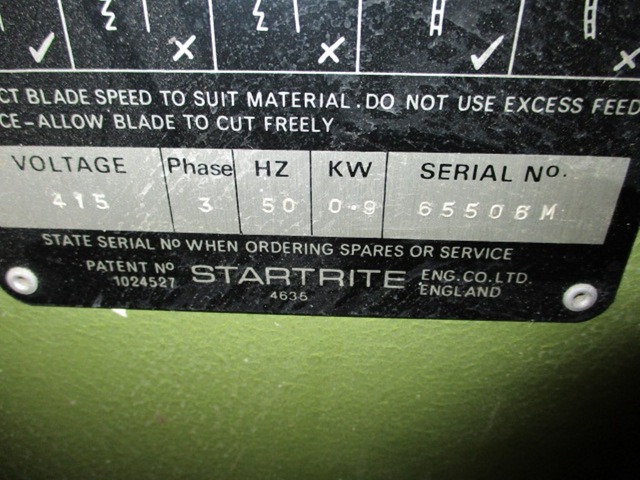 CT BLADE SPEED TO SUIT MATERIAL. DO NOT USE EXCESS FEED
CE-ALLOW BLADE TO CUT FREELY
VOLTAGE Phase HZ KW SERIAL No.
415 3 50 0-9 65506M
STATE SERIAL No WHEN ORDERING SPARES OR SERVICE
PATENT No
1024527
STARTRITE
4635
ENG.CO.LTD.
ENGLAND